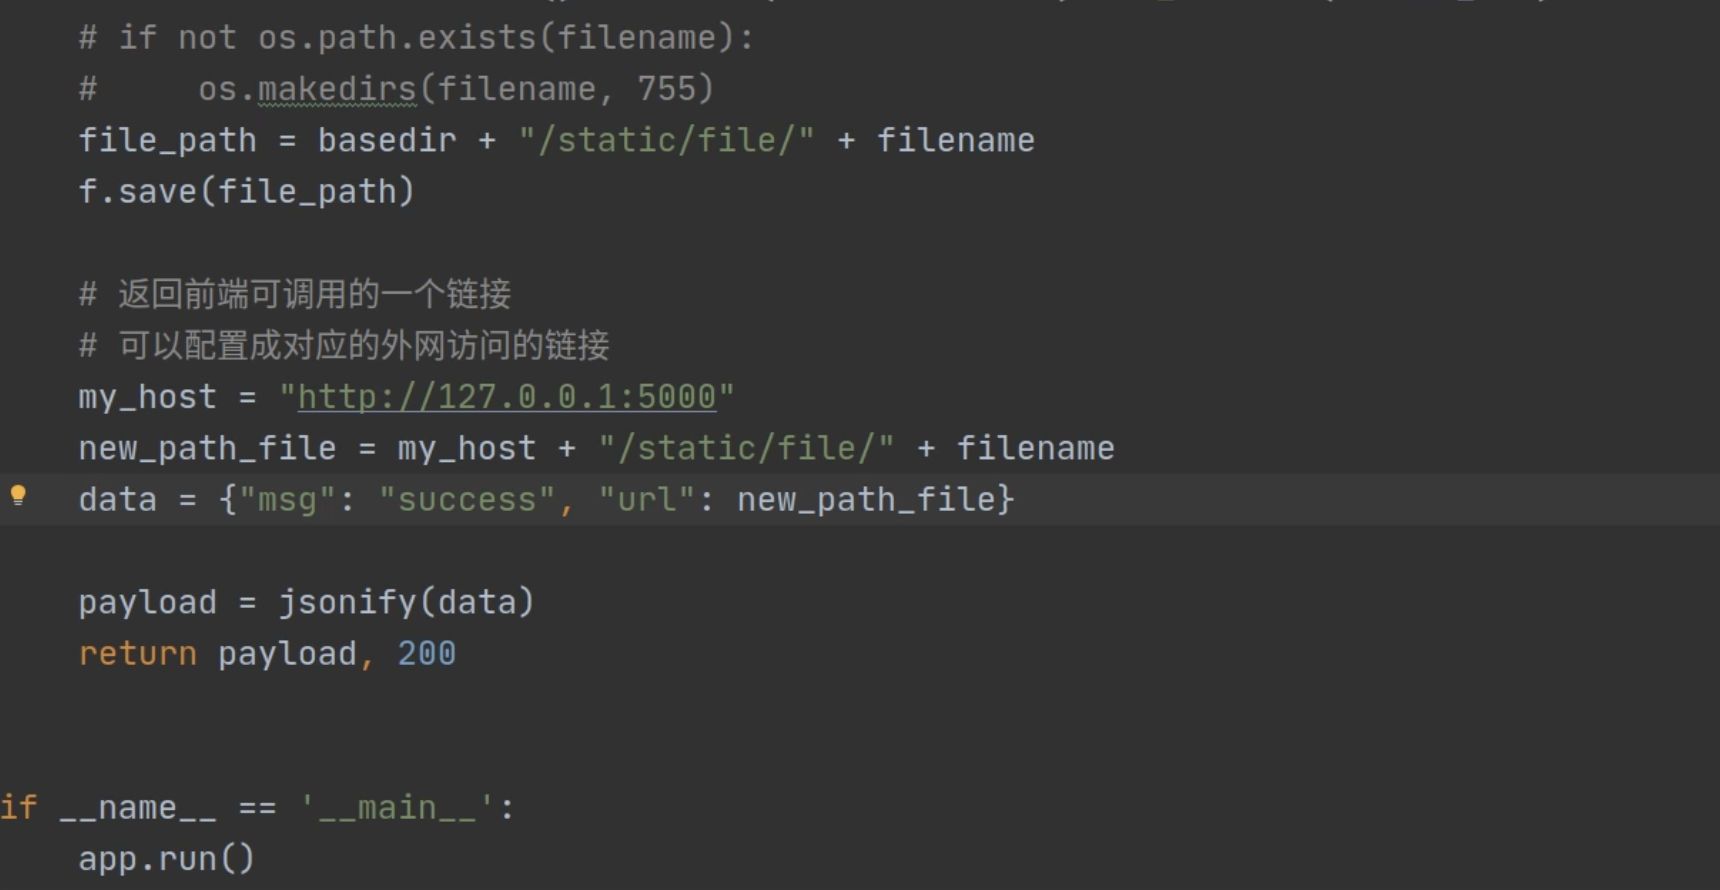 # if not os.path.exists(filename):
#     os.makedirs(filename, 755)
file_path = basedir + "/static/file/" + filename
f.save(file_path)
# 返回前端可调用的一个链接
# 可以配置成对应的外网访问的链接
my_host = "http://127.0.0.1:5000"
new_path_file = my_host + "/static/file/" + filename
data = {"msg": "success", "url": new_path_file}
payload = jsonify(data)
return payload, 200
if __name__ == '__main__':
app.run()